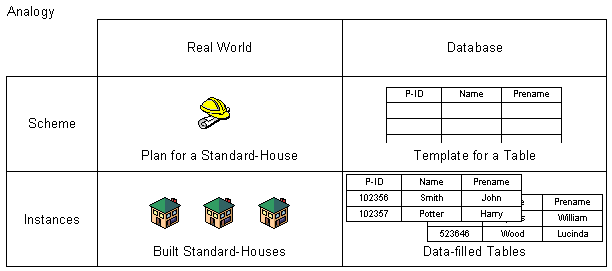 Analogy
Real World Database
Scheme
P-ID Name Prename
Plan for a Standard-House
Template for a Table
Instances
P-ID Name Prename
102356 Smith John
102357 Potter Harry
Prename
William
523646 Wood Lucinda
Built Standard-Houses
Data-filled Tables